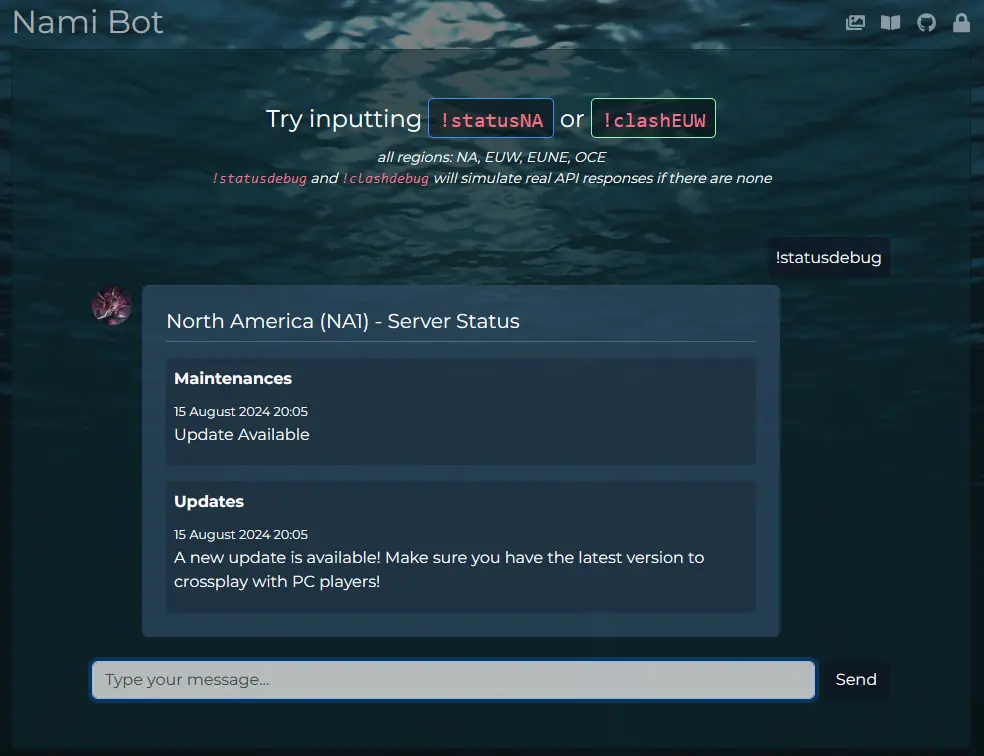 Nami Bot
Try inputting !statusNA or !clashEUW
all regions: NA, EUW, EUNE, OCE
!statusdebug and !clashdebug will simulate real API responses if there are none
!statusdebug
North America (NA1) - Server Status
Maintenances
15 August 2024 20:05
Update Available
Updates
15 August 2024 20:05
A new update is available! Make sure you have the latest version to
crossplay with PC players!
Type your message...
Send